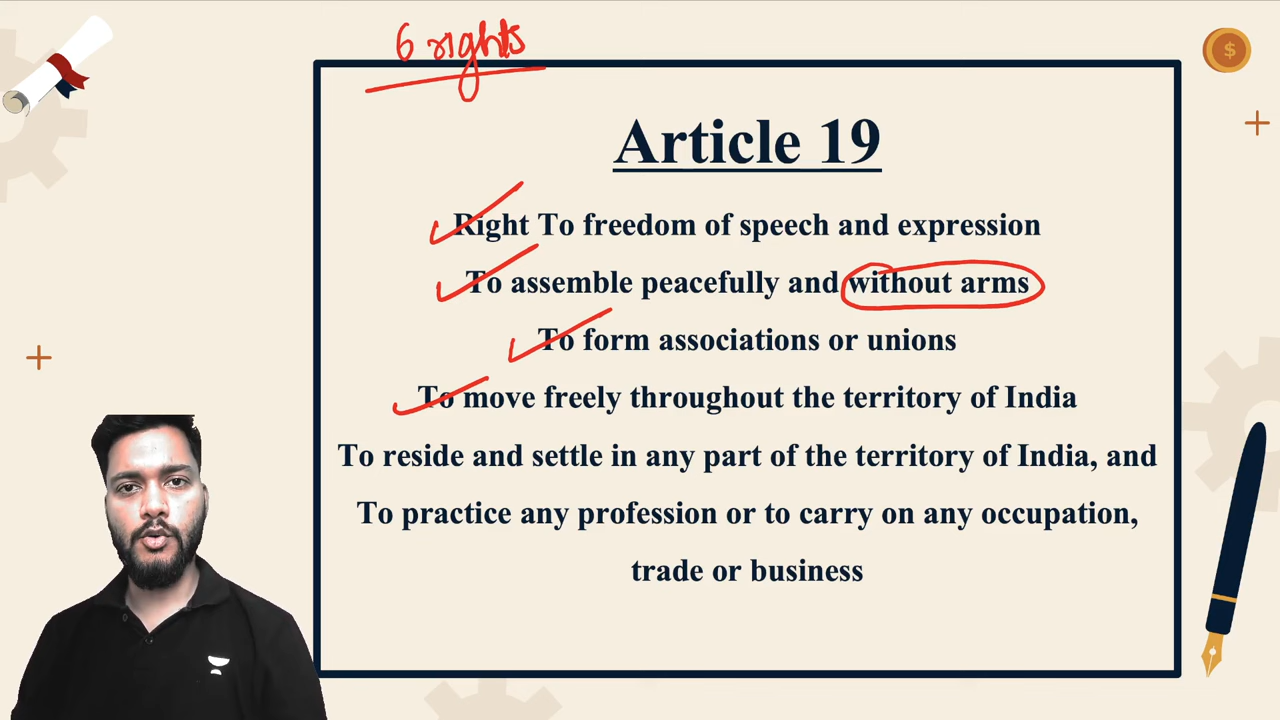 6 rights
Article 19
Right To freedom of speech and expression
To assemble peacefully and without arms
To form associations or unions
To move freely throughout the territory of India
To reside and settle in any part of the territory of India, and
To practice any profession or to carry on any occupation,
trade or business
$